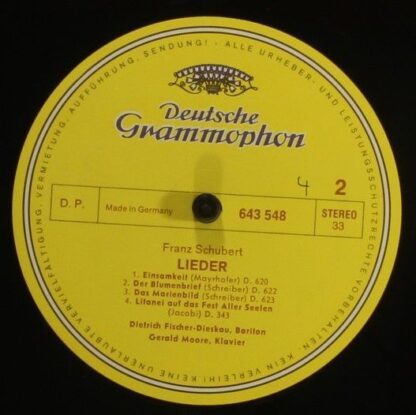 VERMIETUNG, AUFFÜHRUNG, SENDUNG! · ALLE URHEBER- UND LEISTUNGSSCHUTZRECHTE VORBEHALTEN · KEIN VERLEIH! KEINE UNERLAUBTE VERVIELFÄLTIGUNG,
Deutsche
Grammophon
4
2
D. P.
Made in Germany
643 548
STEREO
33
Franz Schubert
LIEDER
1. Einsamkeit (Mayrhofer) D. 620
2. Der Blumenbrief (Schreiber) D. 622
3. Das Marienbild (Schreiber) D. 623
4. Litanei auf das Fest Aller Seelen
(Jacobi) D. 343
Dietrich Fischer-Dieskau, Bariton
Gerald Moore, Klavier